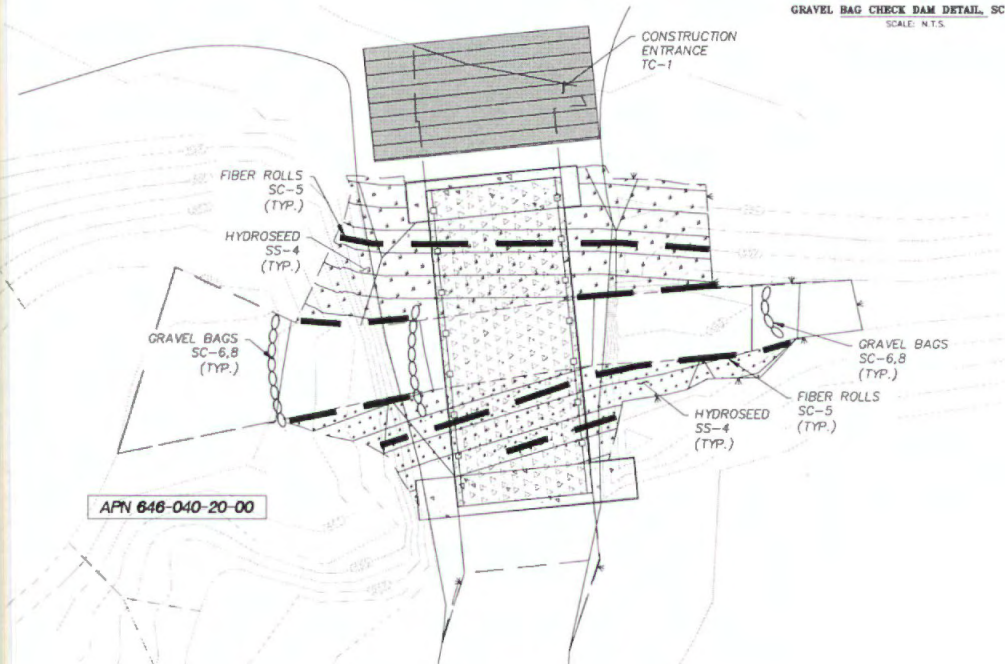 GRAVEL BAG CHECK DAM DETAIL, SC
SCALE: N.T.S.
CONSTRUCTION
ENTRANCE
TC-1
FIBER ROLLS
SC-5
(TYP.)
HYDROSEED
SS-4
(TYP.)
GRAVEL BAGS
SC-6,8
(TYP.)
GRAVEL BAGS
SC-6,8
(TYP.)
FIBER ROLLS
SC-5
(TYP.)
HYDROSEED
SS-4
(TYP.)
APN 646-040-20-00